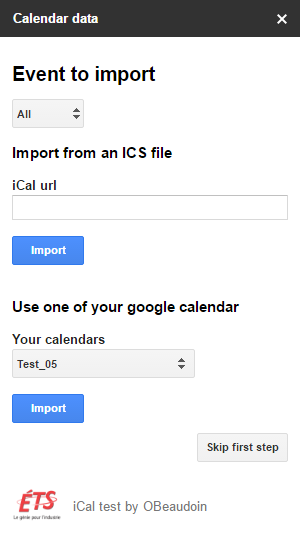 Calendar data ×
Event to import
All
Import from an ICS file
iCal url
Import
Use one of your google calendar
Your calendars
Test_05
Import
Skip first step
ÉTS
Le génie pour l'industrie
iCal test by OBeaudoin